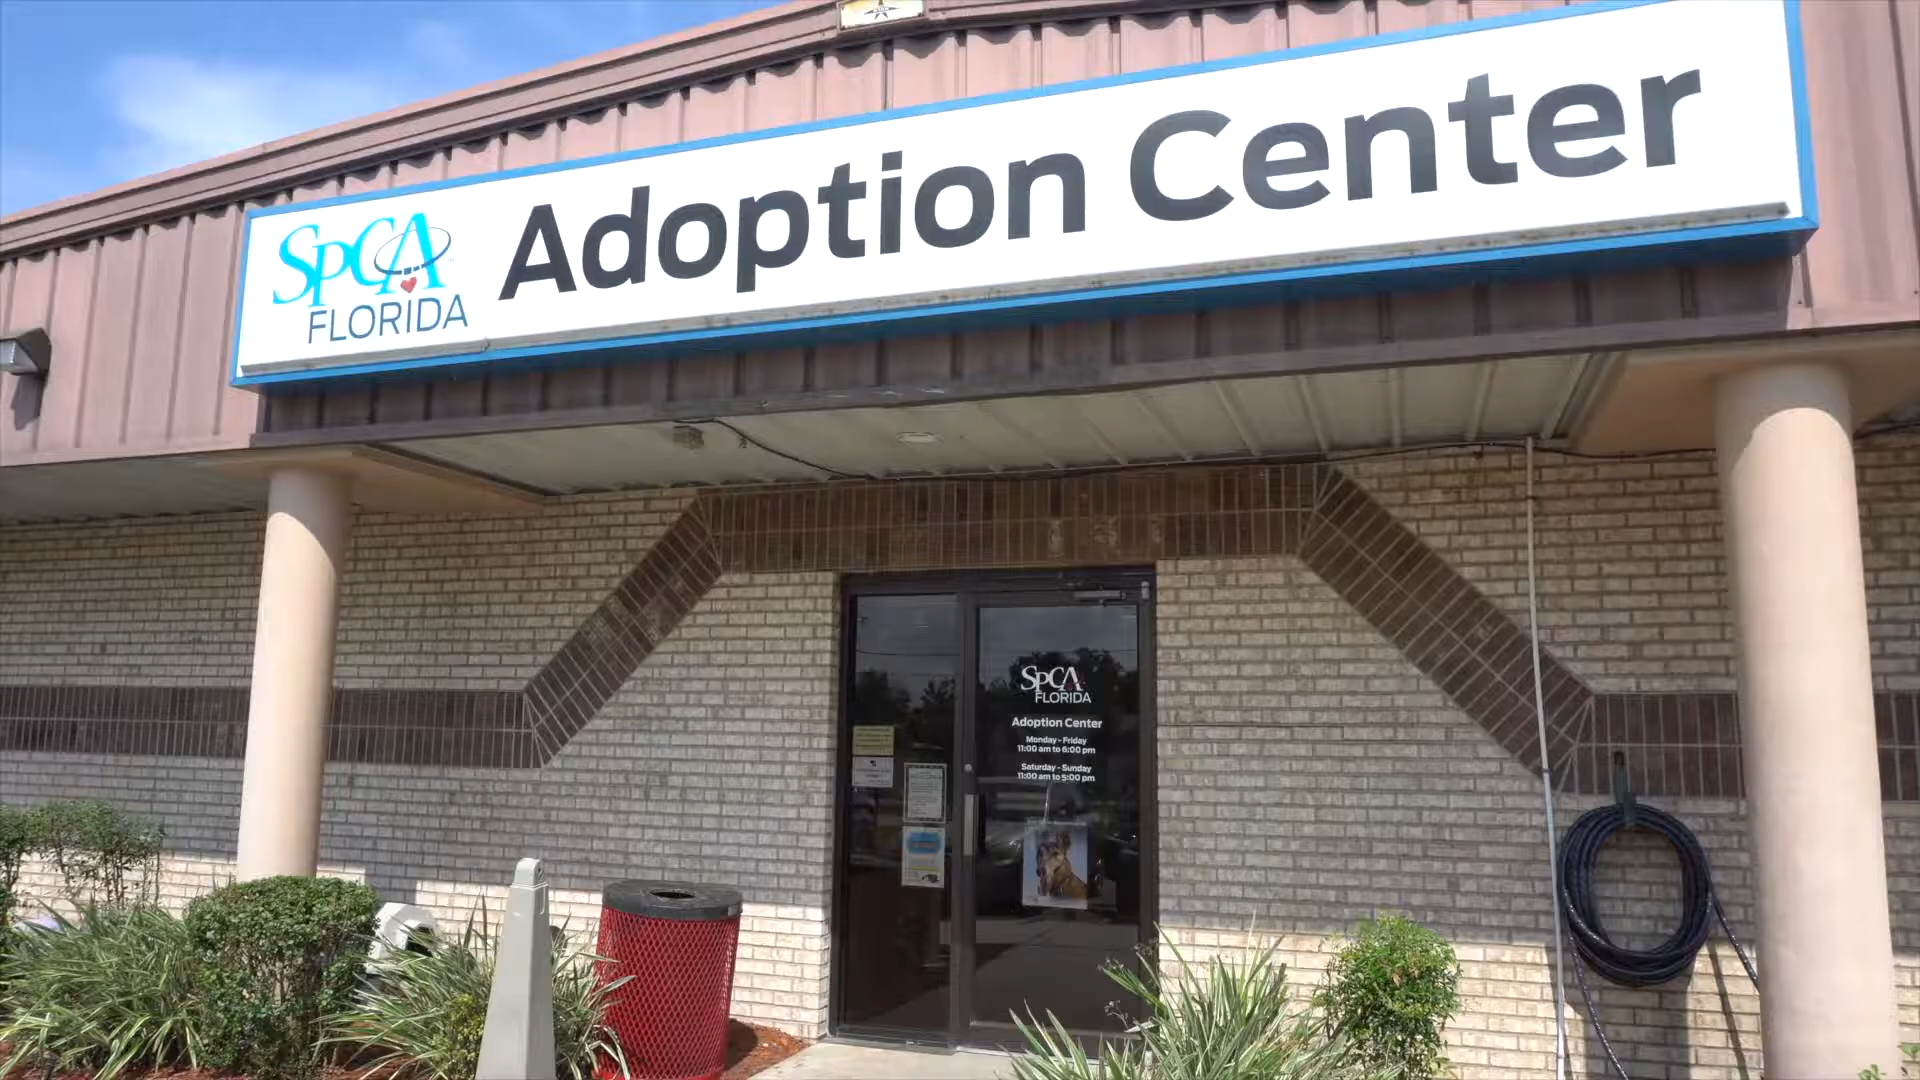 SPCA
FLORIDA
Adoption Center
SPCA
FLORIDA
Adoption Center
Monday - Friday
11:00 am to 6:00 pm
Saturday - Sunday
11:00 am to 5:00 pm